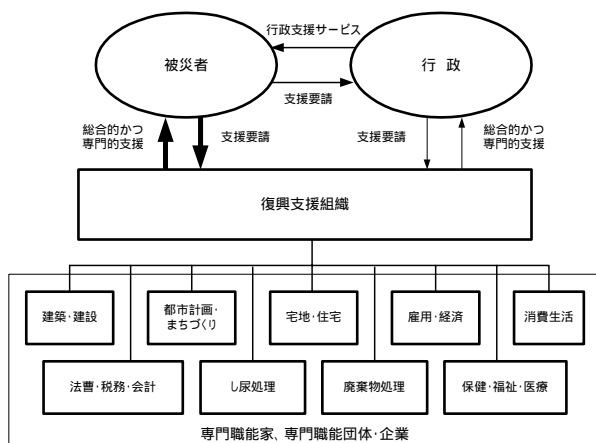 行政支援サービス
被災者
行 政
支援要請
総合的かつ
専門的支援
支援要請
支援要請
総合的かつ
専門的支援
復興支援組織
建築・建設
都市計画・
まちづくり
宅地・住宅
雇用・経済
消費生活
法曹・税務・会計
し尿処理
廃棄物処理
保健・福祉・医療
専門職能家、専門職能団体・企業